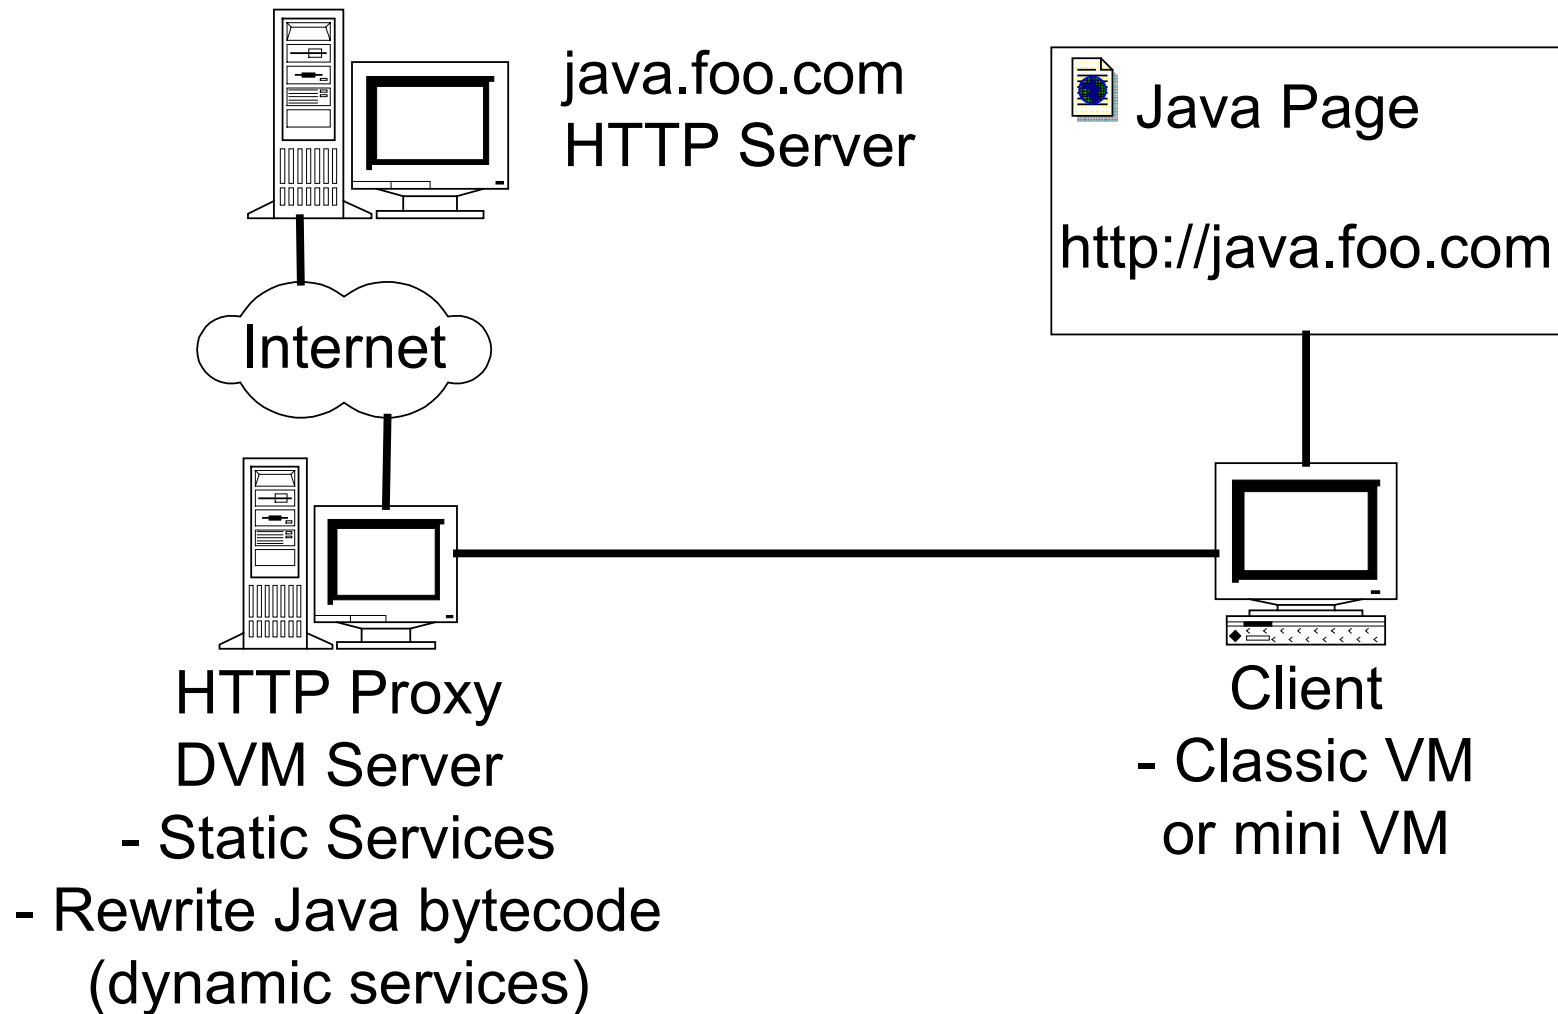 java.foo.com
HTTP Server
Java Page
http://java.foo.com
Internet
HTTP Proxy
DVM Server
- Static Services
- Rewrite Java bytecode
(dynamic services)
Client
- Classic VM
or mini VM